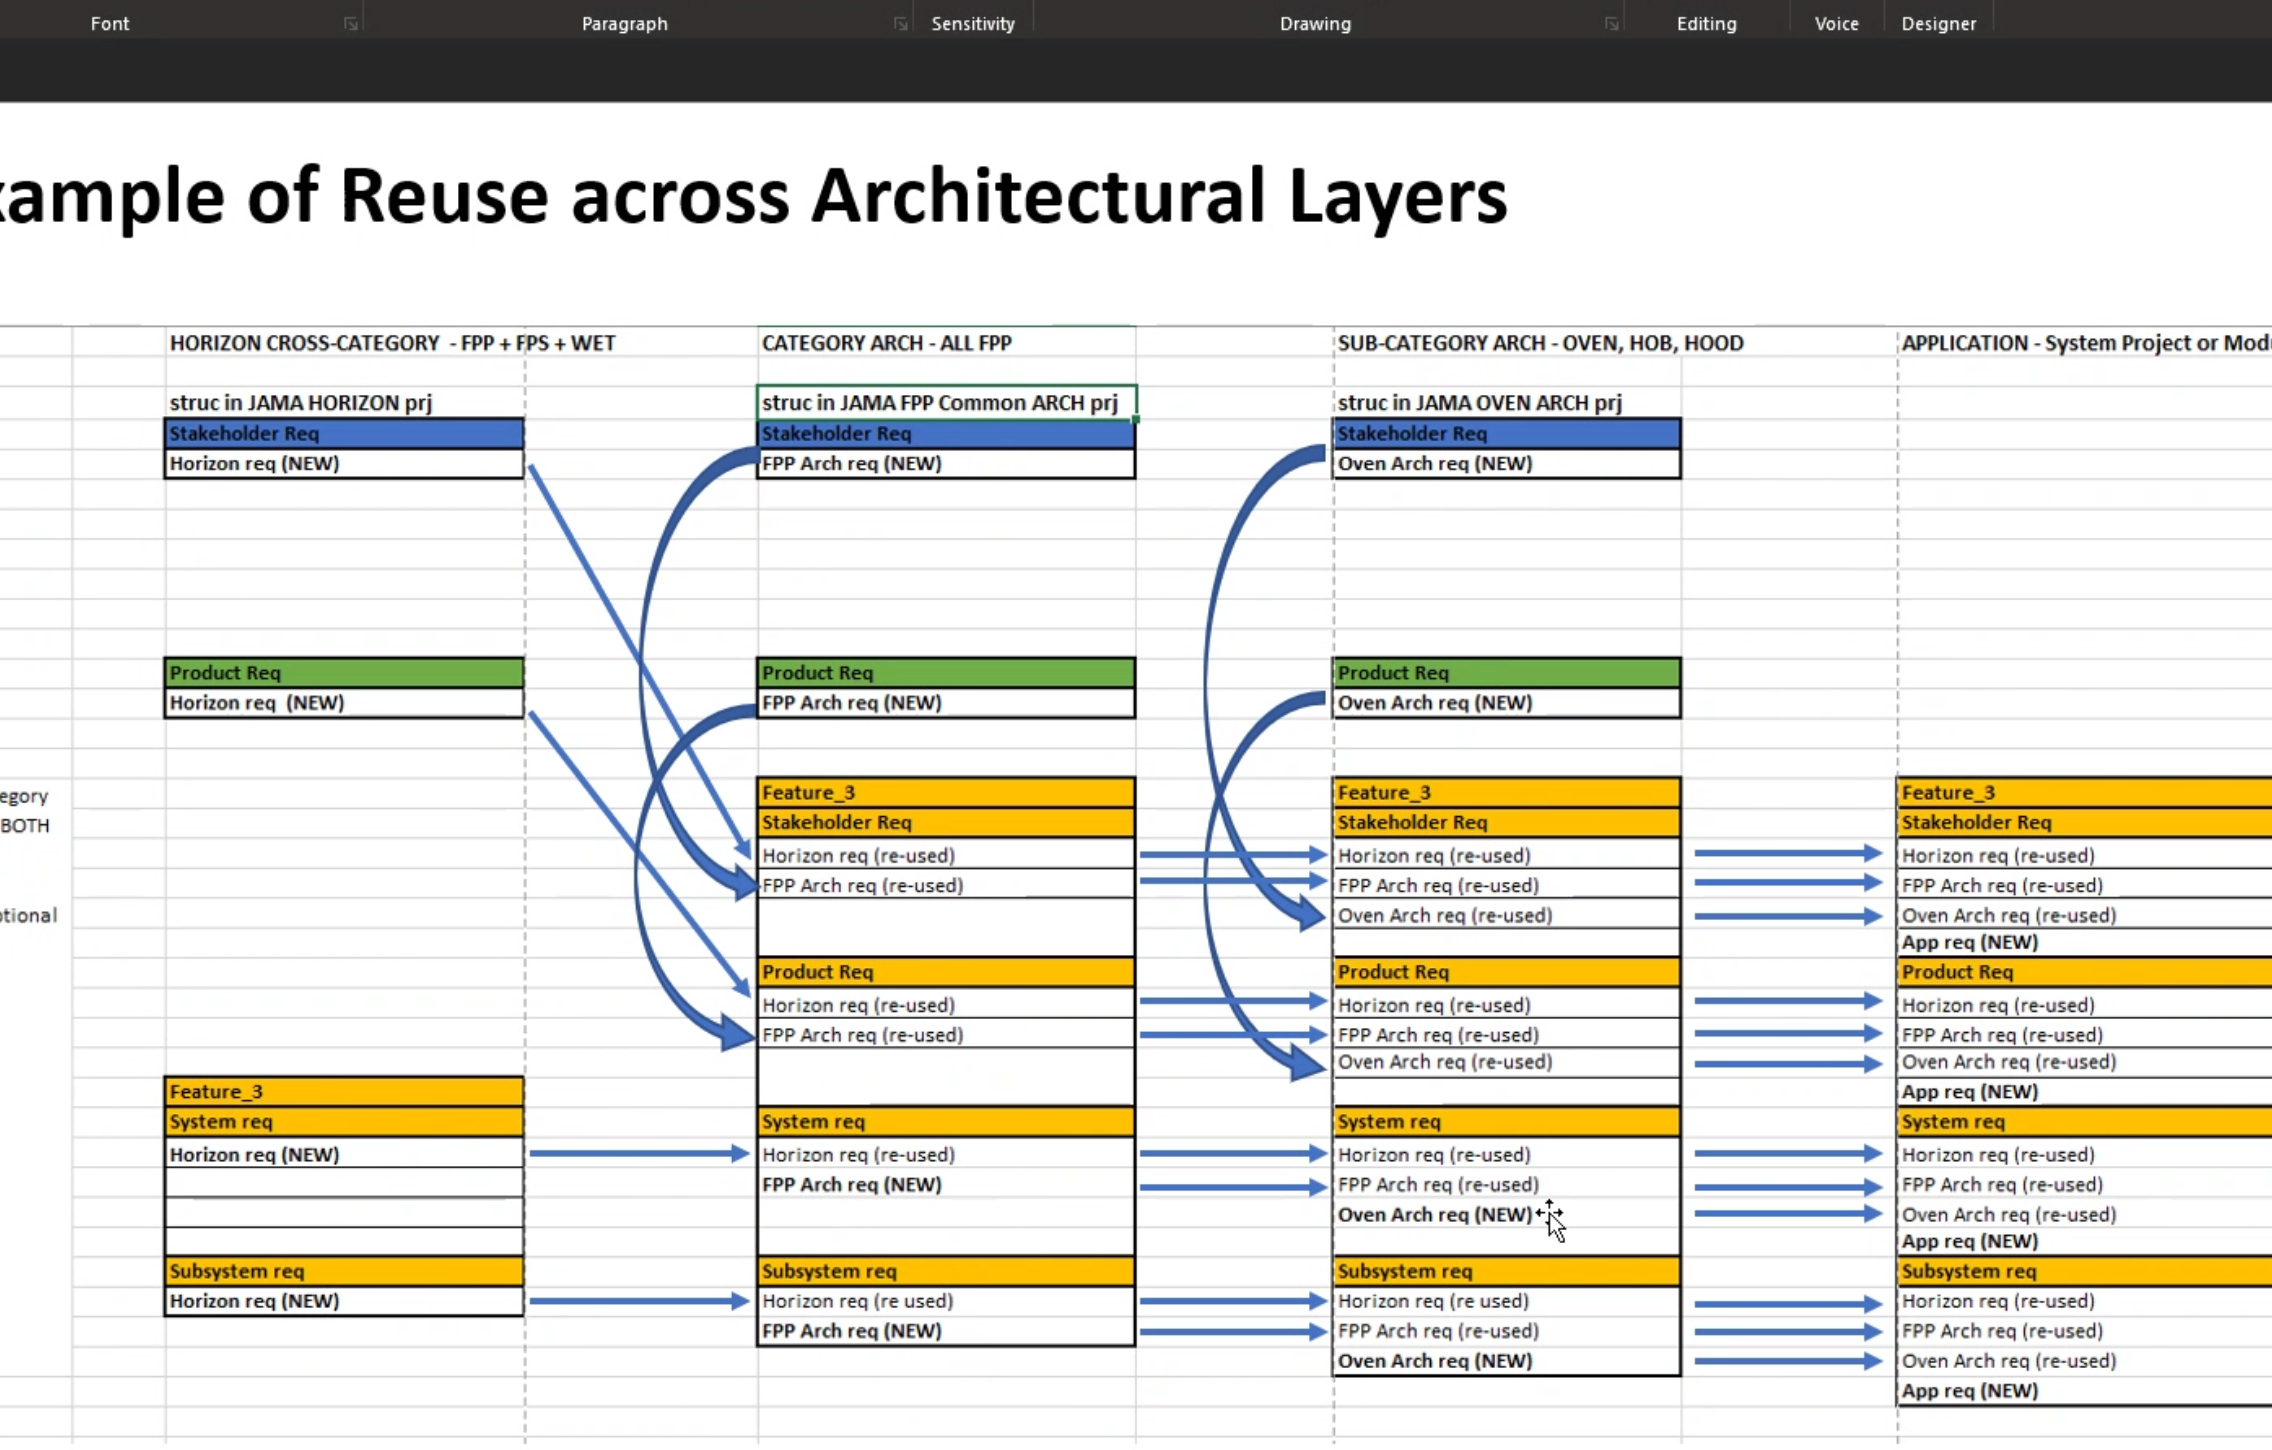 Font Paragraph Sensitivity Drawing Editing Voice Designer
xample of Reuse across Architectural Layers
HORIZON CROSS-CATEGORY - FPP + FPS + WET
struc in JAMA HORIZON prj
Stakeholder Req
Horizon req (NEW)
Product Req
Horizon req (NEW)
egory
BOTH
tional
Feature_3
System req
Horizon req (NEW)
Subsystem req
Horizon req (NEW)
CATEGORY ARCH - ALL FPP
struc in JAMA FPP Common ARCH prj
Stakeholder Req
FPP Arch req (NEW)
Product Req
FPP Arch req (NEW)
Feature_3
Stakeholder Req
Horizon req (re-used)
FPP Arch req (re-used)
Product Req
Horizon req (re-used)
FPP Arch req (re-used)
System req
Horizon req (re-used)
FPP Arch req (NEW)
Subsystem req
Horizon req (re used)
FPP Arch req (NEW)
SUB-CATEGORY ARCH - OVEN, HOB, HOOD
struc in JAMA OVEN ARCH prj
Stakeholder Req
Oven Arch req (NEW)
Product Req
Oven Arch req (NEW)
Feature_3
Stakeholder Req
Horizon req (re-used)
FPP Arch req (re-used)
Oven Arch req (re-used)
Product Req
Horizon req (re-used)
FPP Arch req (re-used)
Oven Arch req (re-used)
System req
Horizon req (re-used)
FPP Arch req (re-used)
Oven Arch req (NEW)
Subsystem req
Horizon req (re used)
FPP Arch req (re-used)
Oven Arch req (NEW)
APPLICATION - System Project or Mod
Feature_3
Stakeholder Req
Horizon req (re-used)
FPP Arch req (re-used)
Oven Arch req (re-used)
App req (NEW)
Product Req
Horizon req (re-used)
FPP Arch req (re-used)
Oven Arch req (re-used)
App req (NEW)
System req
Horizon req (re-used)
FPP Arch req (re-used)
Oven Arch req (re-used)
App req (NEW)
Subsystem req
Horizon req (re-used)
FPP Arch req (re-used)
Oven Arch req (re-used)
App req (NEW)